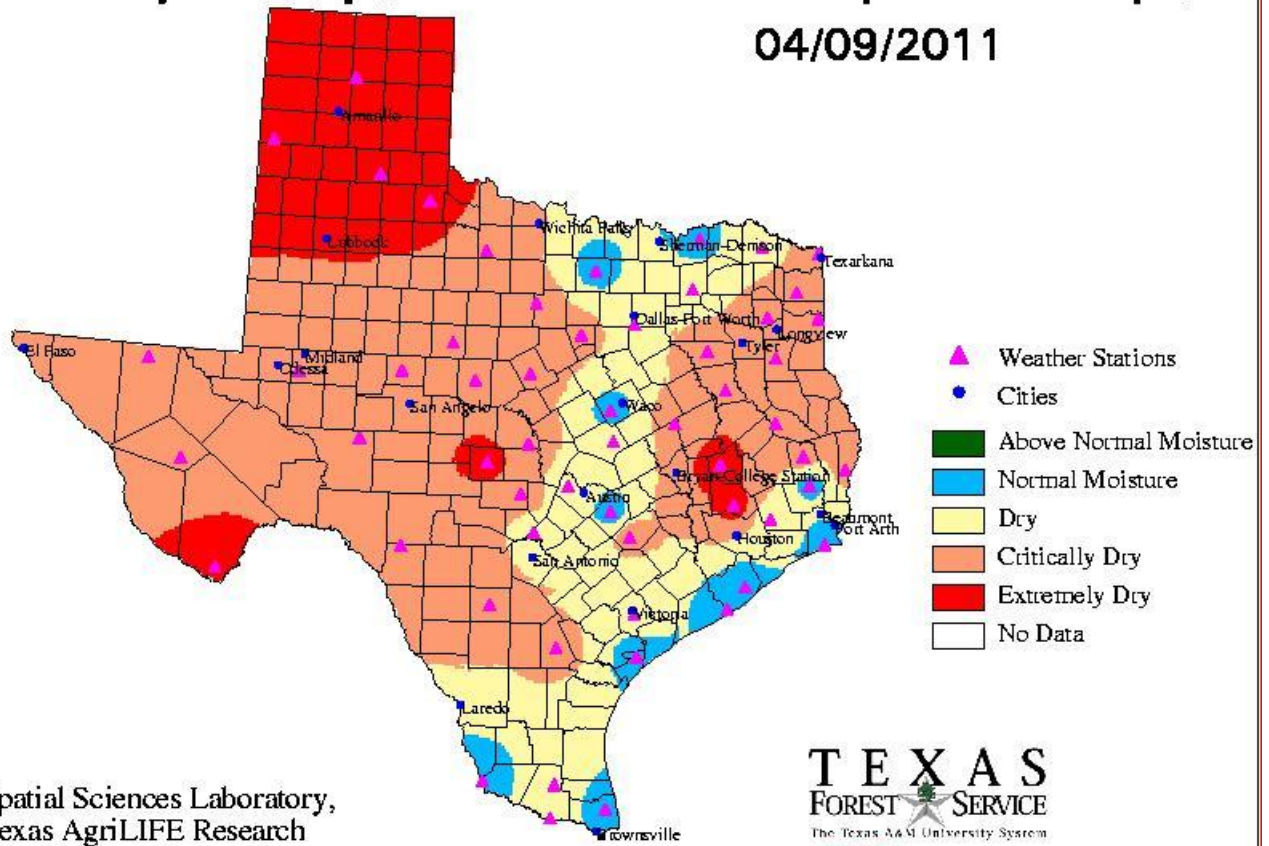 04/09/2011
Amarillo
Lubbock
Wichita Falls
Sherman-Denison
Texarkana
Dallas-Fort Worth
Longview
Tyler
El Paso
Midland
Odessa
San Angelo
Waco
Bryan-College Station
Austin
Beaumont
Port Arth
Houston
San Antonio
Victoria
Laredo
Brownsville
Weather Stations
Cities
Above Normal Moisture
Normal Moisture
Dry
Critically Dry
Extremely Dry
No Data
patial Sciences Laboratory,
exas AgriLIFE Research
TEXAS
FOREST SERVICE
The Texas A&M University System